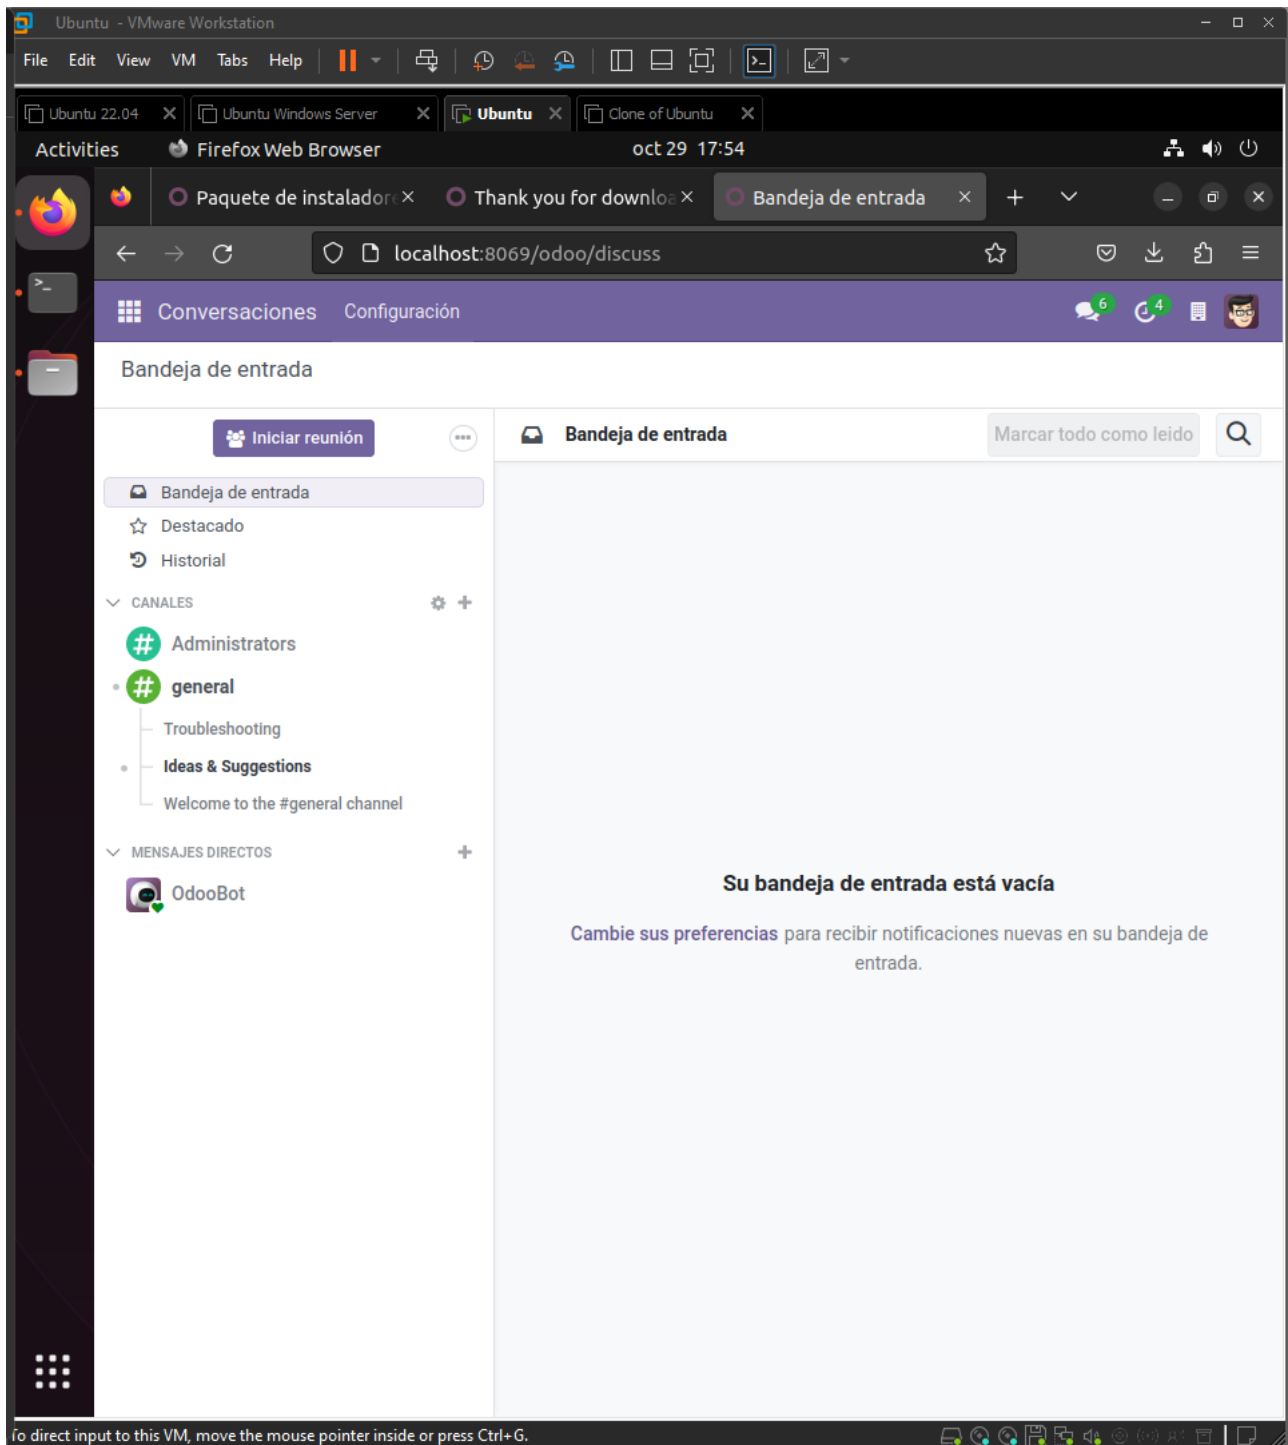 Ubuntu - VMware Workstation
File Edit View VM Tabs Help
Ubuntu 22.04
Ubuntu Windows Server
Ubuntu
Clone of Ubuntu
Activities
Firefox Web Browser
oct 29 17:54
Paquete de instalador
Thank you for downloa
Bandeja de entrada
localhost:8069/odoo/discuss
Conversaciones
Configuración
6
4
Bandeja de entrada
Iniciar reunión
Bandeja de entrada
Marcar todo como leido
Bandeja de entrada
Destacado
Historial
CANALES
Administrators
general
Troubleshooting
Ideas & Suggestions
Welcome to the #general channel
MENSAJES DIRECTOS
OdooBot
Su bandeja de entrada está vacía
Cambie sus preferencias para recibir notificaciones nuevas en su bandeja de
entrada.
To direct input to this VM, move the mouse pointer inside or press Ctrl+G.